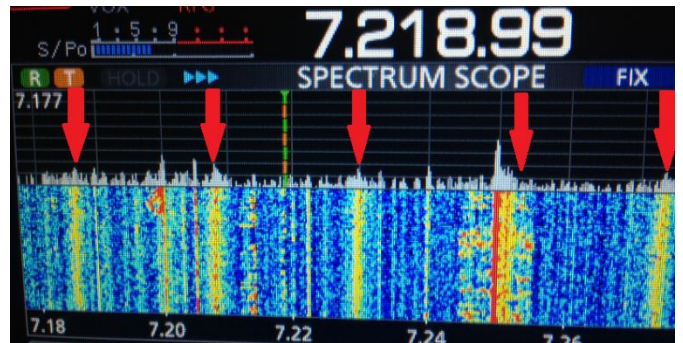 VOX RFG
1 : 5 : 9
S/Po
7.218.99
R T HOLD SPECTRUM SCOPE FIX
7.177
7.18 7.20 7.22 7.24 7.26